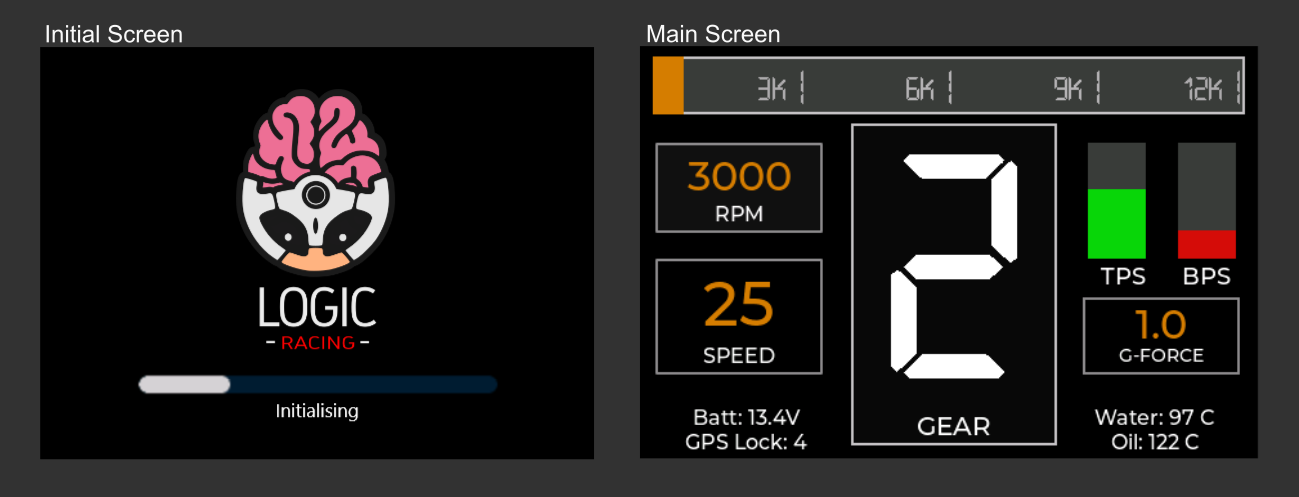 Initial Screen
LOGIC
- RACING -
Initialising
Main Screen
3K 6K 9K 12K
3000
RPM
25
SPEED
Batt: 13.4V
GPS Lock: 4
2
GEAR
TPS BPS
1.0
G-FORCE
Water: 97 C
Oil: 122 C